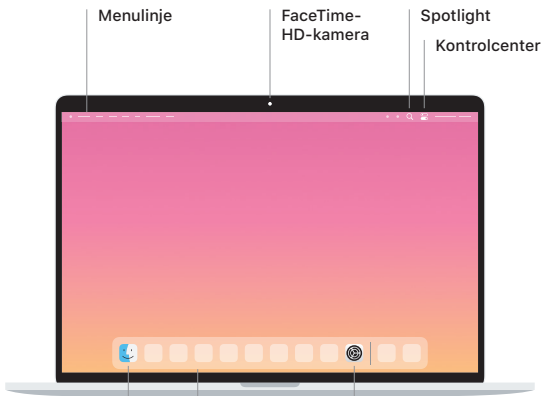 Menulinje
FaceTime-
HD-kamera
Spotlight
Kontrolcenter